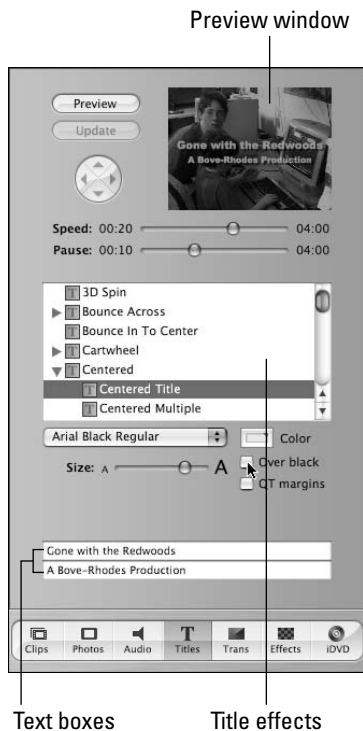 Preview window
Preview
Update
Gone with the Redwoods
A Bove-Rhodes Production
Speed: 00:20 04:00
Pause: 00:10 04:00
3D Spin
Bounce Across
Bounce In To Center
Cartwheel
Centered
Centered Title
Centered Multiple
Arial Black Regular
Color
Size: A A
Over black
QT margins
Gone with the Redwoods
A Bove-Rhodes Production
Clips Photos Audio Titles Trans Effects iDVD
Text boxes Title effects